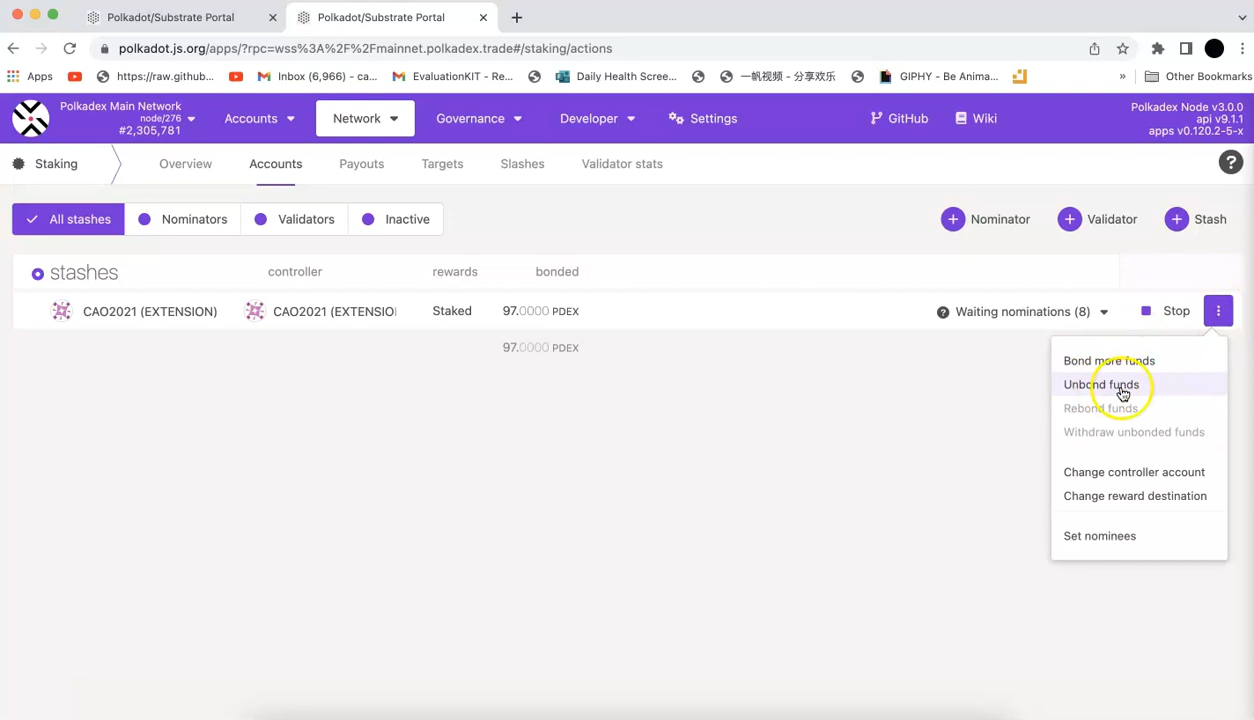 Polkadot/Substrate Portal
Polkadot/Substrate Portal
polkadot.js.org/apps/?rpc=wss%3A%2F%2Fmainnet.polkadex.trade#/staking/actions
Apps
https://raw.github...
Inbox (6,966) - ca...
EvaluationKIT - Re...
Daily Health Scree...
一帆视频 - 分享欢乐
GIPHY - Be Anima...
»
Other Bookmarks
Polkadex Main Network
node/276
#2,305,781
Accounts
Network
Governance
Developer
Settings
GitHub
Wiki
Polkadex Node v3.0.0
api v9.1.1
apps v0.120.2-5-x
Staking
Overview
Accounts
Payouts
Targets
Slashes
Validator stats
?
All stashes
Nominators
Validators
Inactive
Nominator
Validator
Stash
stashes
controller
rewards
bonded
CAO2021 (EXTENSION)
CAO2021 (EXTENSIO
Staked
97.0000 PDEX
Waiting nominations (8)
Stop
97.0000 PDEX
Bond more funds
Unbond funds
Rebond funds
Withdraw unbonded funds
Change controller account
Change reward destination
Set nominees